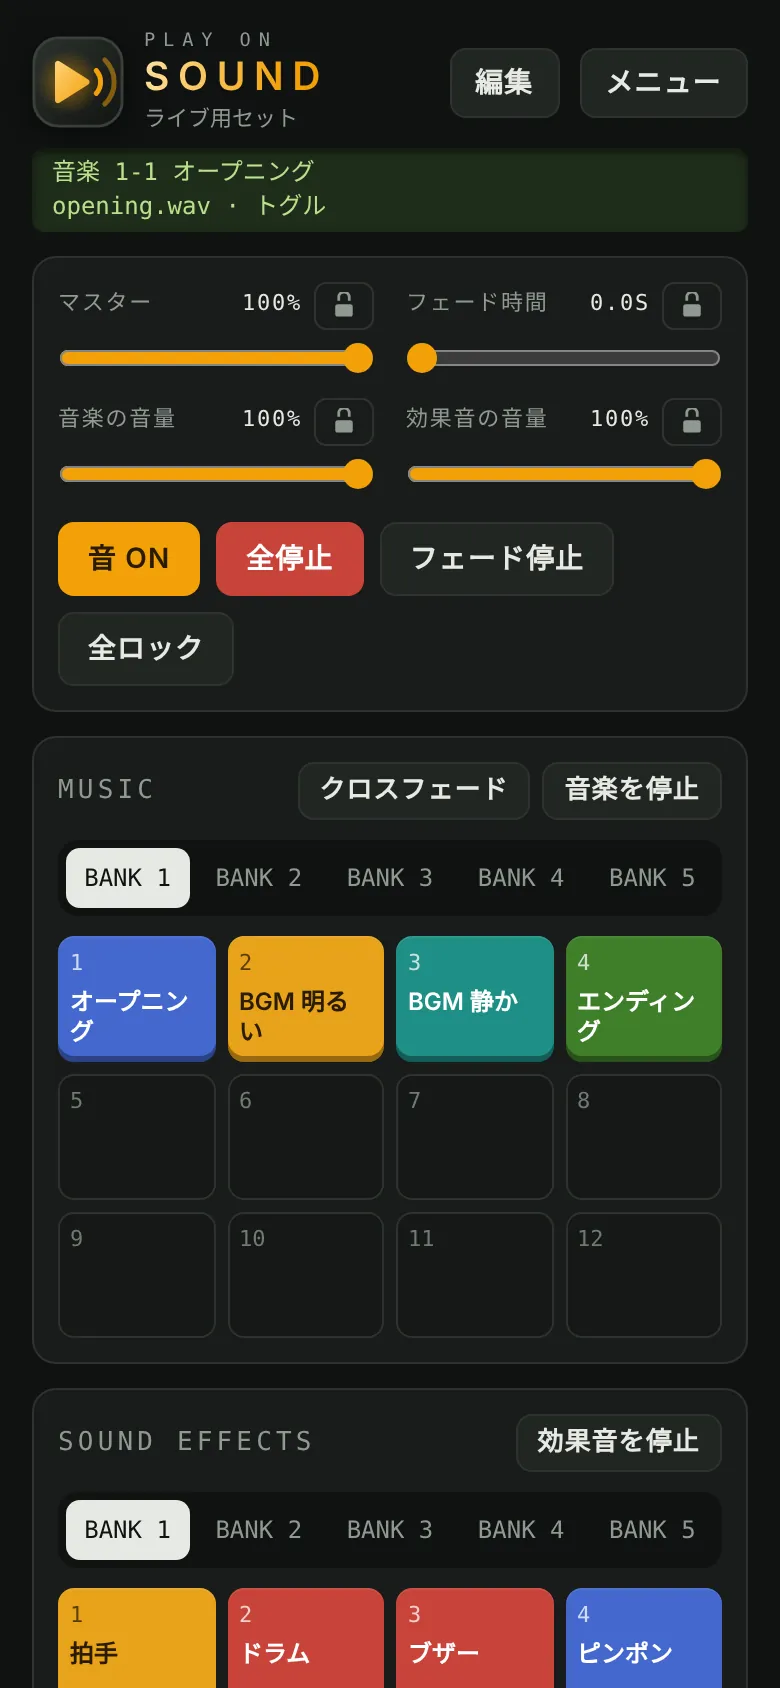 PLAY ON
SOUND
ライブ用セット
編集
メニュー
音楽 1-1 オープニング
opening.wav · トグル
マスター 100%
フェード時間 0.0S
音楽の音量 100%
効果音の音量 100%
音 ON
全停止
フェード停止
全ロック
MUSIC
クロスフェード
音楽を停止
BANK 1
BANK 2
BANK 3
BANK 4
BANK 5
1
オープニン
グ
2
BGM 明る
い
3
BGM 静か
4
エンディン
グ
5
6
7
8
9
10
11
12
SOUND EFFECTS
効果音を停止
BANK 1
BANK 2
BANK 3
BANK 4
BANK 5
1
拍手
2
ドラム
3
ブザー
4
ピンポン